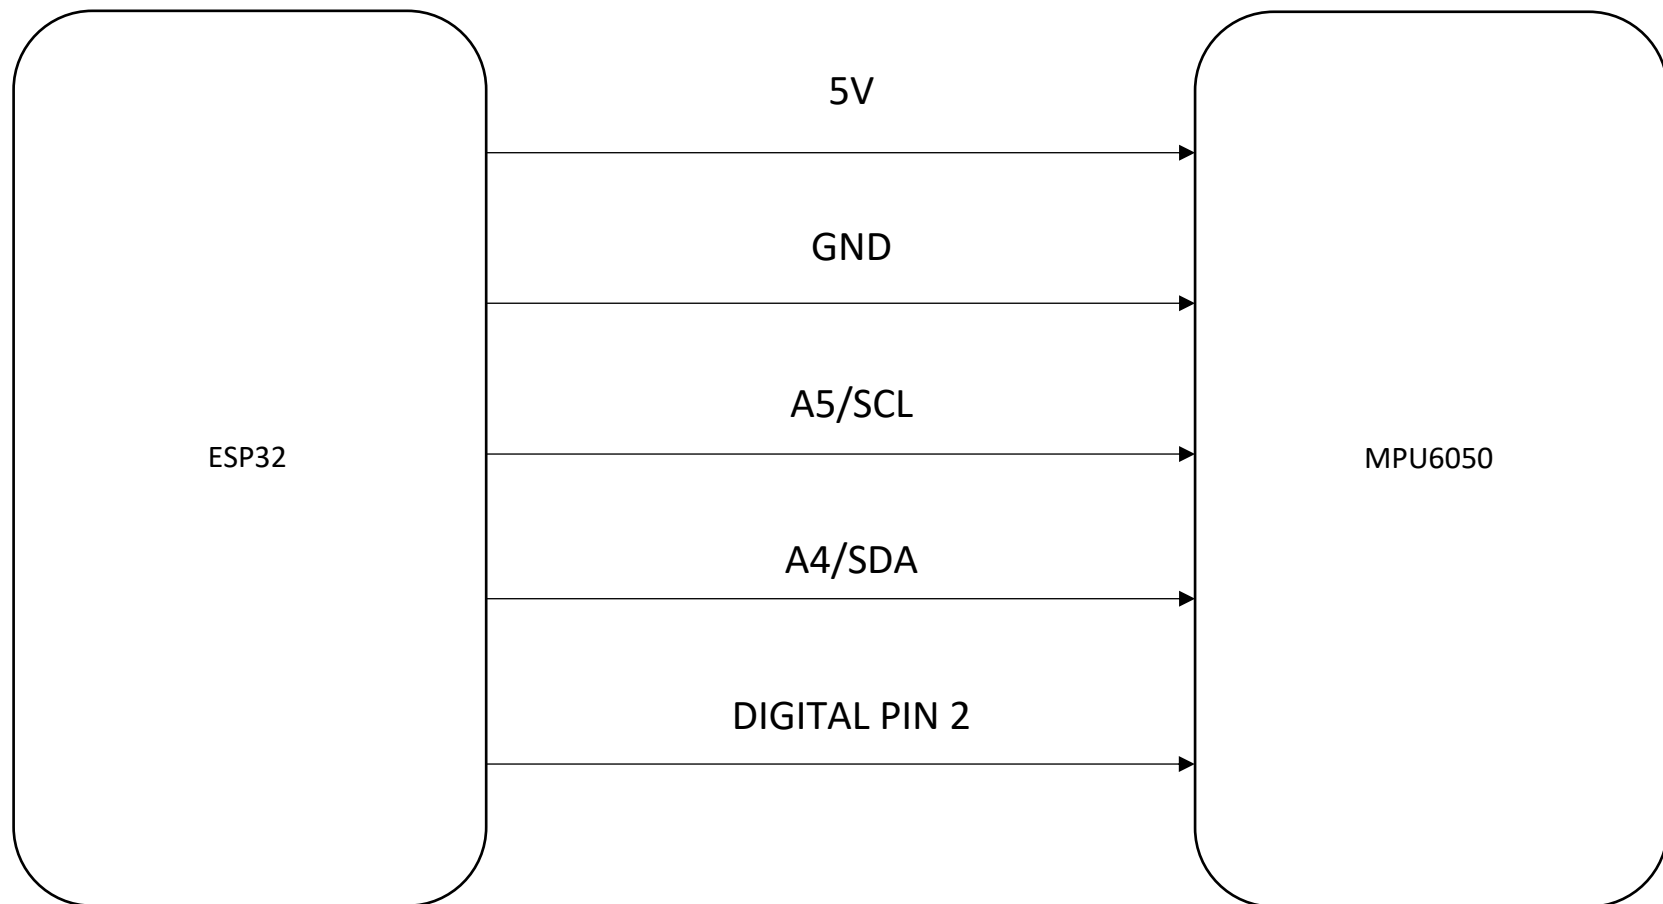 5V
GND
A5/SCL
ESP32
MPU6050
A4/SDA
DIGITAL PIN 2